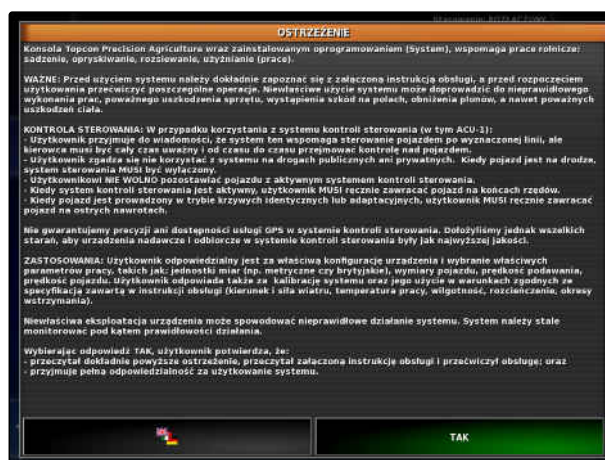 OSTRZEŻENIE
Konsola Topcon Precision Agriculture wraz zainstalowanym oprogramowaniem (System), wspomaga prace rolnicze:
sadzenie, opryskiwanie, rozsiewanie, użyźnianie (prace).
WAŻNE: Przed użyciem systemu należy dokładnie zapoznać się z załączoną instrukcją obsługi, a przed rozpoczęciem
użytkowania przećwiczyć poszczególne operacje. Niewłaściwe użycie systemu może doprowadzić do nieprawidłowego
wykonania prac, poważnego uszkodzenia sprzętu, wystąpienia szkód na polach, obniżenia plonów, a nawet poważnych
uszkodzeń ciała.
KONTROLA STEROWANIA: W przypadku korzystania z systemu kontroli sterowania (w tym ACU-1):
- Użytkownik przyjmuje do wiadomości, że system ten wspomaga sterowanie pojazdem po wyznaczonej linii, ale
kierowca musi być cały czas uważny i od czasu do czasu przejmować kontrolę nad pojazdem.
- Użytkownik zgadza się nie korzystać z systemu na drogach publicznych ani prywatnych. Kiedy pojazd jest na drodze,
system sterowania MUSI być wyłączony.
- Użytkownikowi NIE WOLNO pozostawiać pojazdu z aktywnym systemem kontroli sterowania.
- Kiedy system kontroli sterowania jest aktywny, użytkownik MUSI ręcznie zawracać pojazd na końcach rzędów.
- Kiedy pojazd jest prowadzony w trybie krzywych identycznych lub adaptacyjnych, użytkownik MUSI ręcznie zawracać
pojazd na ostrych nawrotach.
Nie gwarantujemy precyzji ani dostępności usługi GPS w systemie kontroli sterowania. Dołożyliśmy jednak wszelkich
starań, aby urządzenia nadawcze i odbiorcze w systemie kontroli sterowania były jak najwyższej jakości.
ZASTOSOWANIA: Użytkownik odpowiedzialny jest za właściwą konfigurację urządzenia i wybranie właściwych
parametrów pracy, takich jak: jednostki miar (np. metryczne czy brytyjskie), wymiary pojazdu, prędkość podawania,
prędkość pojazdu. Użytkownik odpowiada także za kalibrację systemu oraz jego użycie w warunkach zgodnych ze
specyfikacją zawartą w instrukcji obsługi (kierunek i siła wiatru, temperatura pracy, wilgotność, rozcieńczenie, okresy
wstrzymania).
Niewłaściwa eksploatacja urządzenia może spowodować nieprawidłowe działanie systemu. System należy stale
monitorować pod kątem prawidłowości działania.
Wybierając odpowiedź TAK, użytkownik potwierdza, że:
- przeczytał dokładnie powyższe ostrzeżenie, przeczytał załączoną instrukcję obsługi i przećwiczył obsługę; oraz
- przyjmuje pełną odpowiedzialność za użytkowanie systemu.
TAK